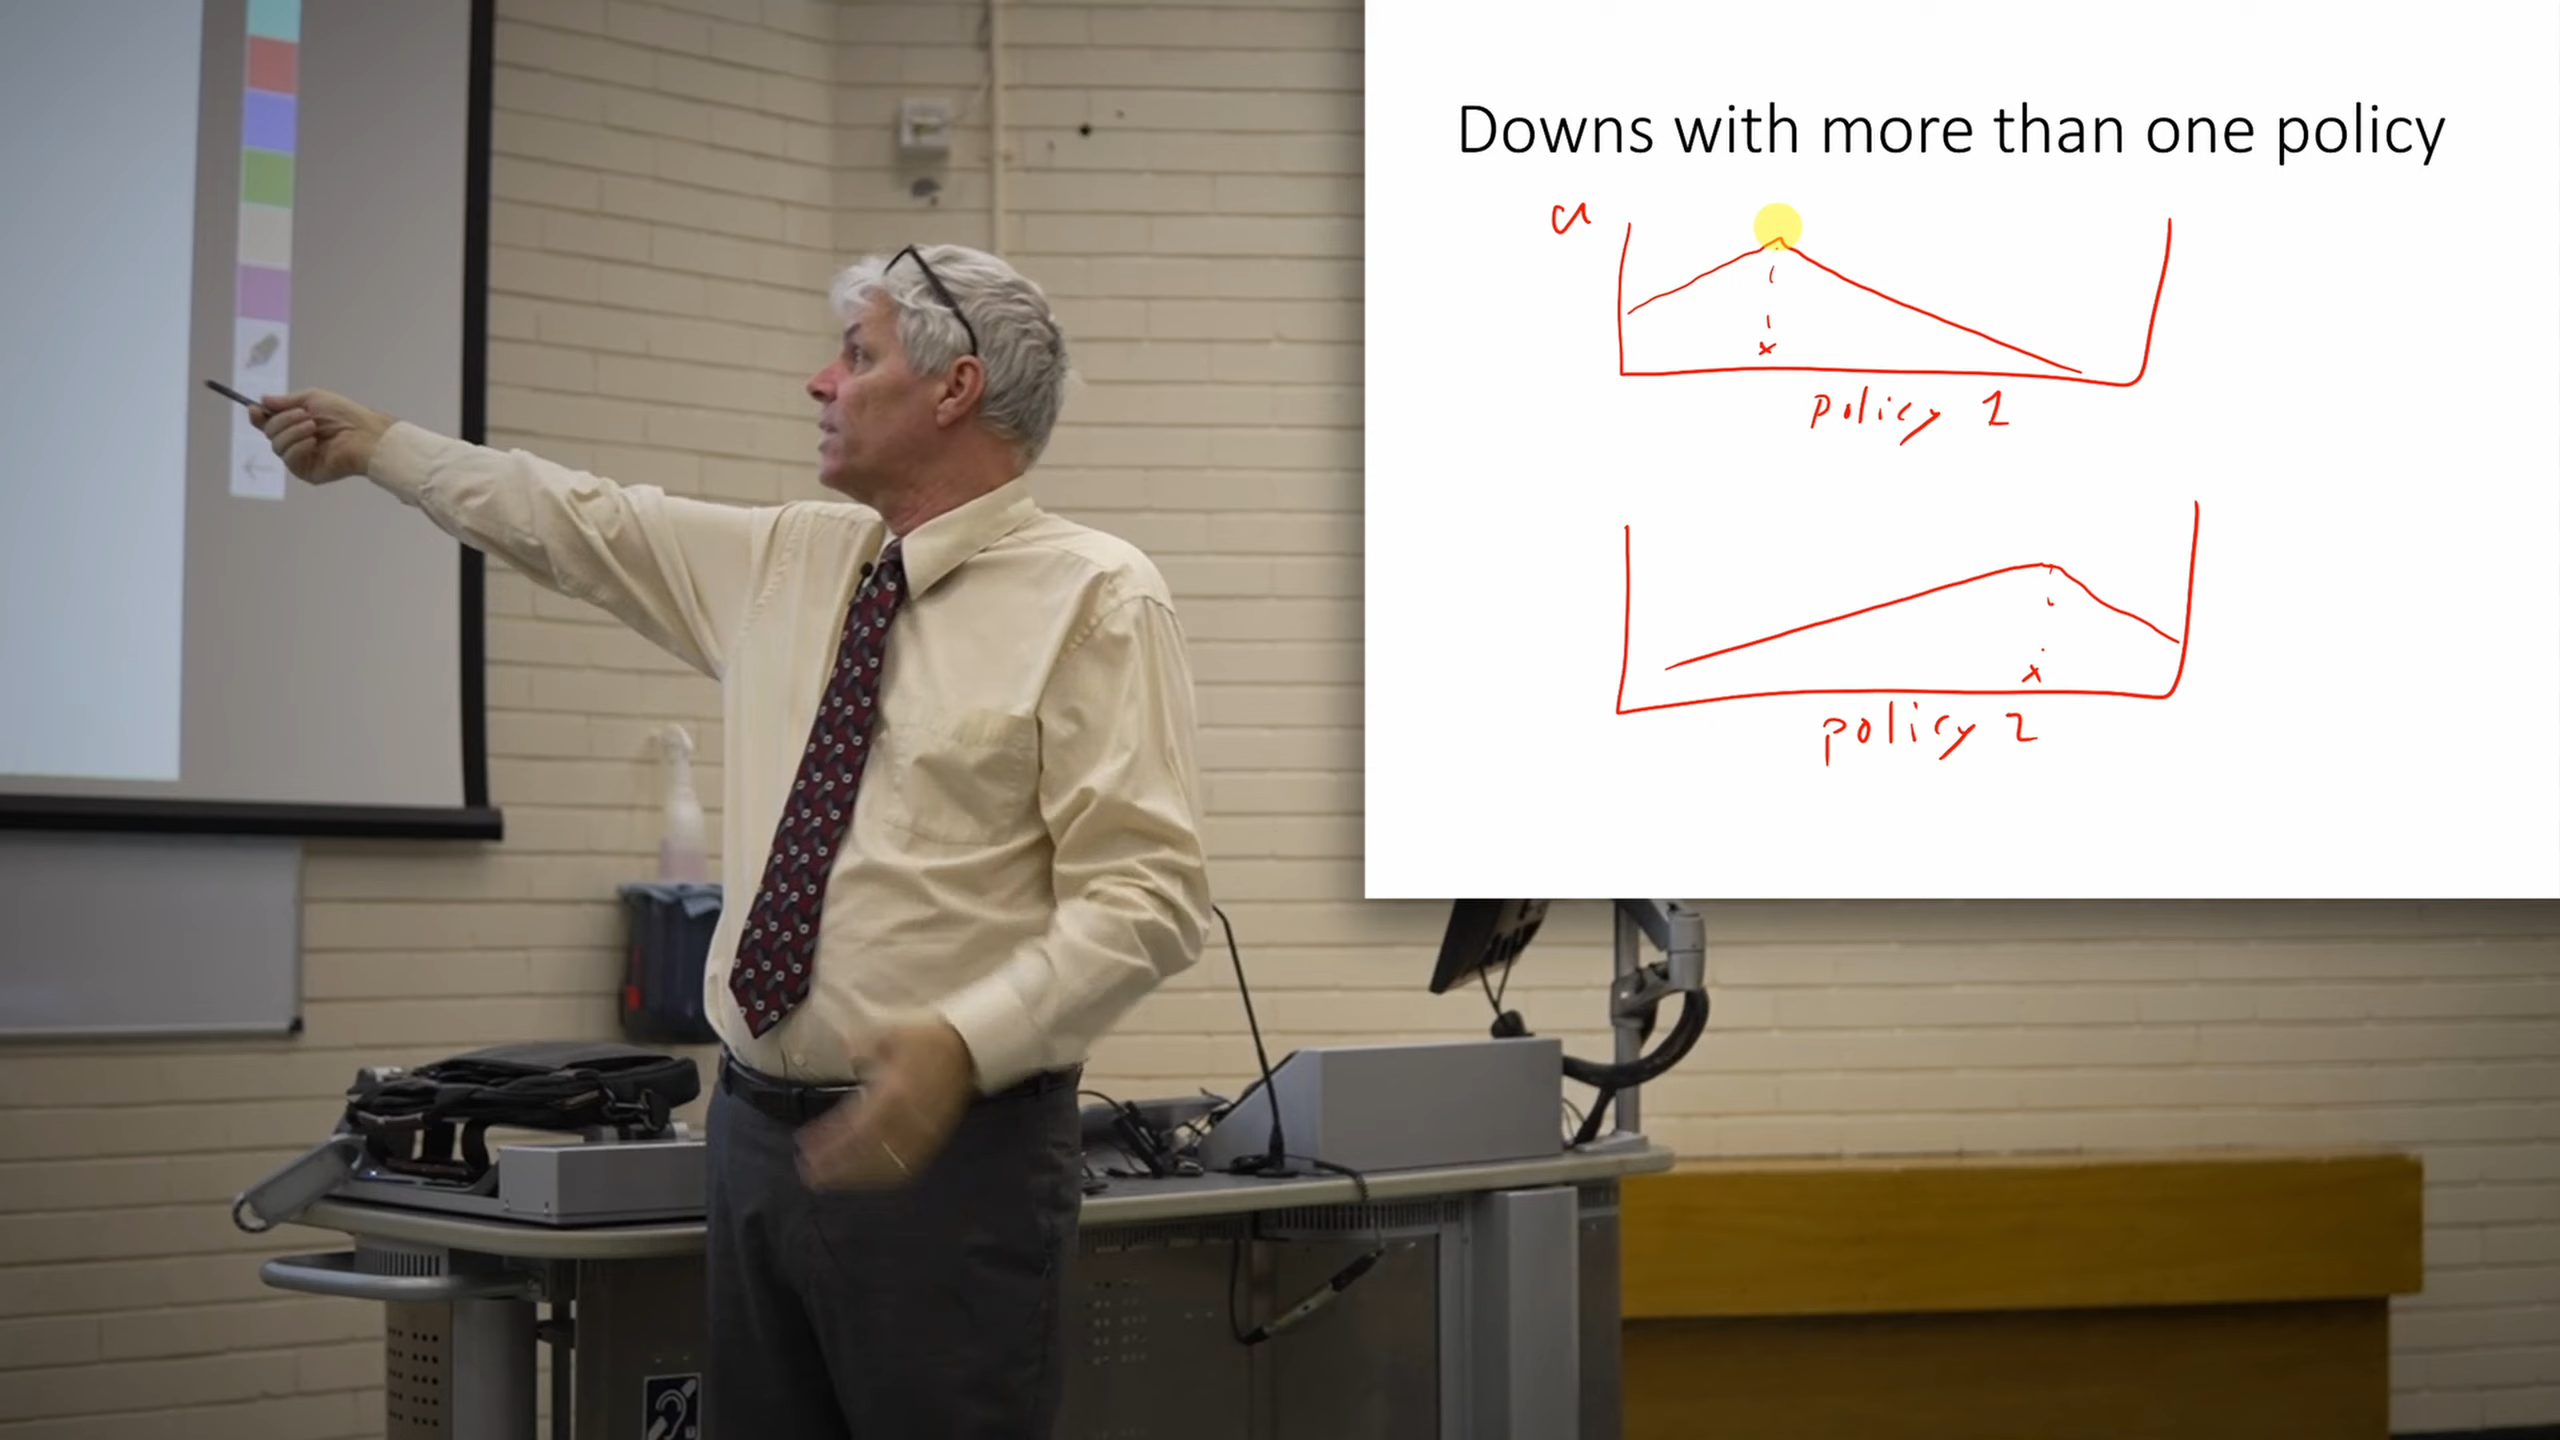 Downs with more than one policy
u
x
policy 1
x
policy 2